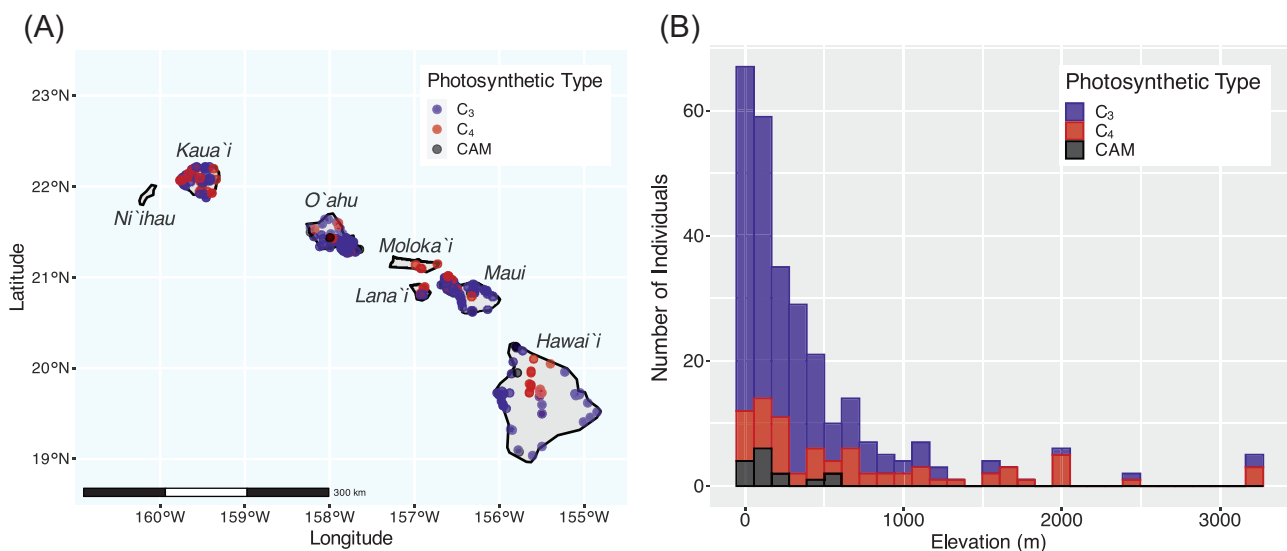 (A)
Photosynthetic Type
C₃
C₄
CAM
23°N
22°N
21°N
20°N
19°N
Latitude
Kaua`i
Ni`ihau
O`ahu
Moloka`i
Lana`i
Maui
Hawai`i
300 km
160°W
159°W
158°W
157°W
156°W
155°W
Longitude
(B)
Photosynthetic Type
C₃
C₄
CAM
60
40
20
0
Number of Individuals
0
1000
2000
3000
Elevation (m)